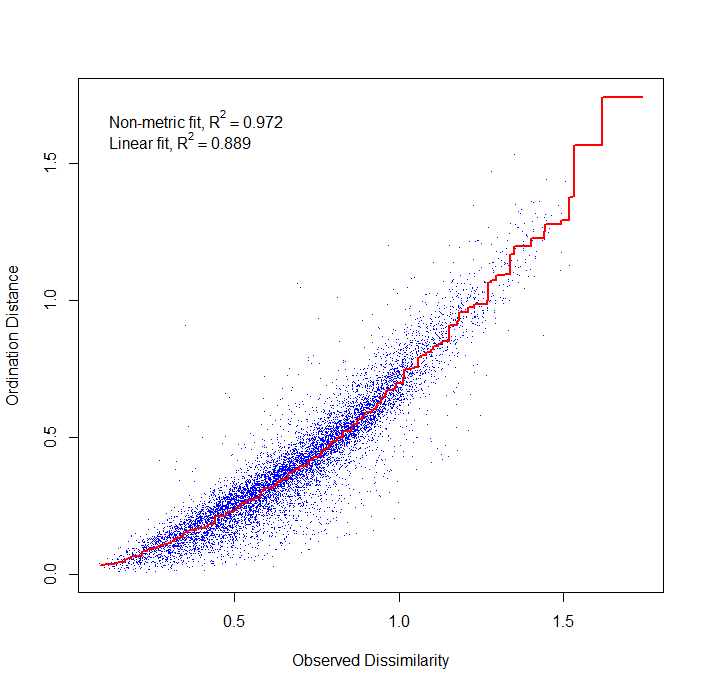 Non-metric fit, R² = 0.972
Linear fit, R² = 0.889
1.5
1.0
0.5
0.0
Ordination Distance
0.5 1.0 1.5
Observed Dissimilarity